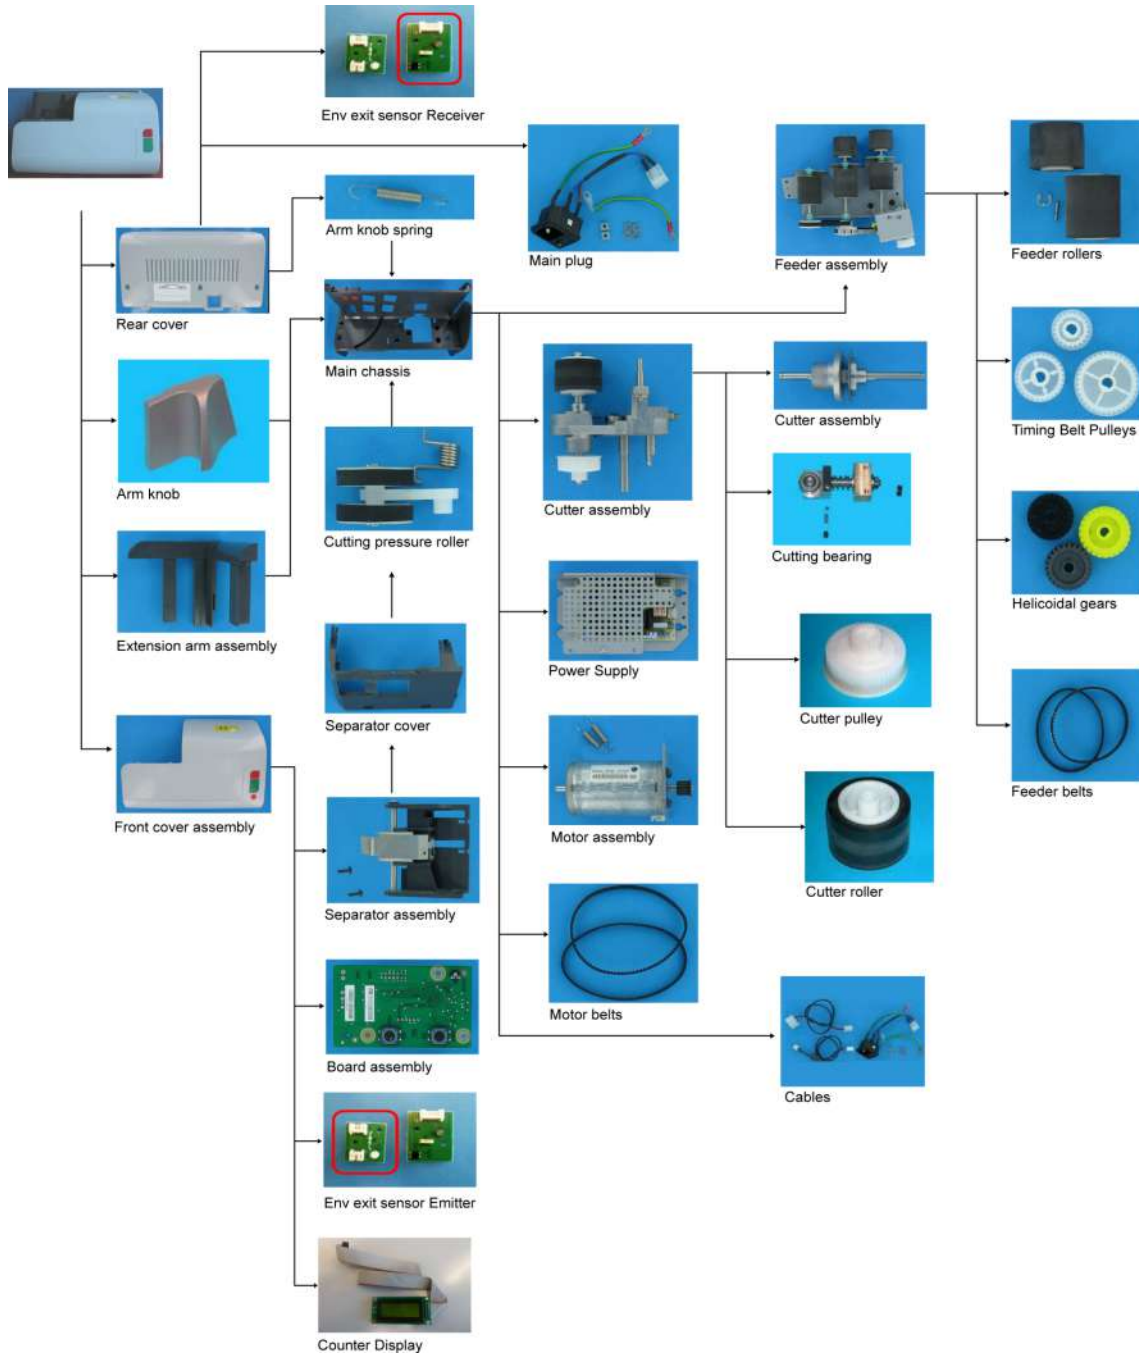 Env exit sensor Receiver
Arm knob spring
Main plug
Feeder assembly
Feeder rollers
Rear cover
Main chassis
Cutter assembly
Timing Belt Pulleys
Cutter assembly
Arm knob
Cutting pressure roller
Cutting bearing
Helicoidal gears
Extension arm assembly
Separator cover
Power Supply
Cutter pulley
Feeder belts
Front cover assembly
Motor assembly
Cutter roller
Separator assembly
Motor belts
Board assembly
Cables
Env exit sensor Emitter
Counter Display